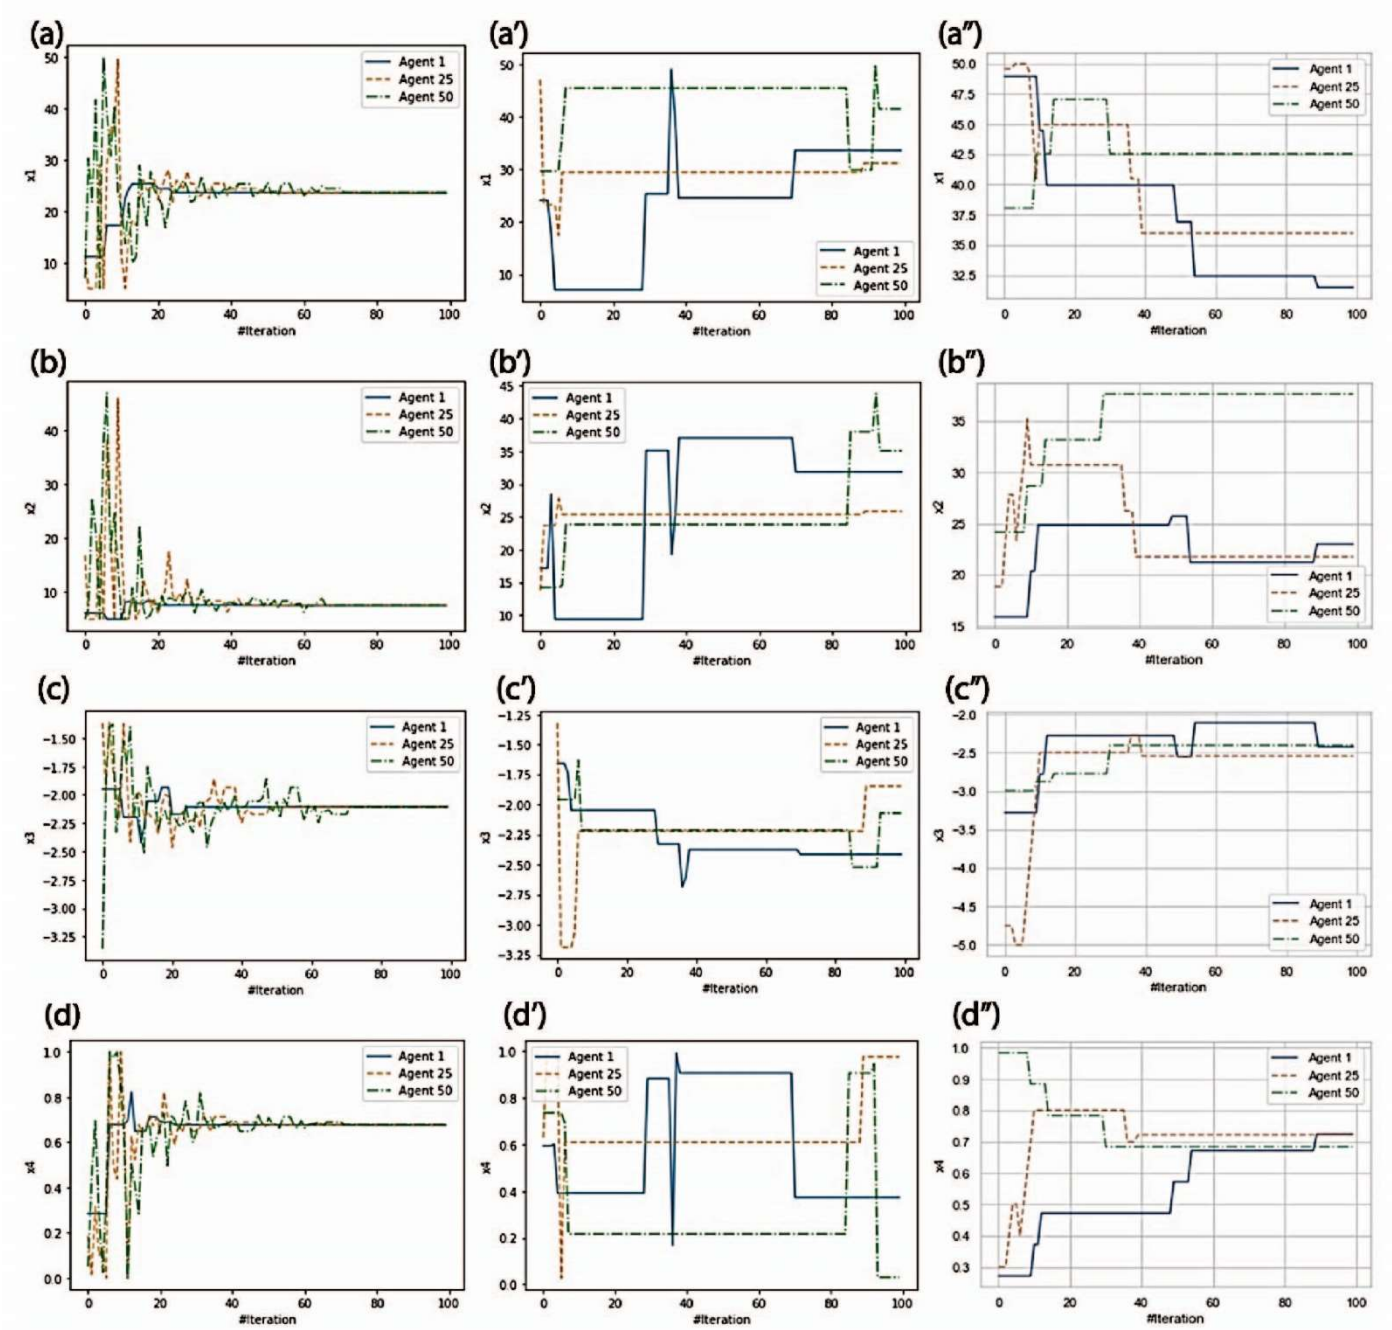 (a)
50
40
30
20
10
x1
0 20 40 60 80 100
#Iteration
Agent 1
Agent 25
Agent 50
(a′)
50
40
30
20
10
x1
0 20 40 60 80 100
#Iteration
Agent 1
Agent 25
Agent 50
(a″)
50.0
47.5
45.0
42.5
40.0
37.5
35.0
32.5
x1
0 20 40 60 80 100
#Iteration
Agent 1
Agent 25
Agent 50
(b)
40
30
20
10
x2
0 20 40 60 80 100
#Iteration
Agent 1
Agent 25
Agent 50
(b′)
45
40
35
30
25
20
15
10
x2
0 20 40 60 80 100
#Iteration
Agent 1
Agent 25
Agent 50
(b″)
35
30
25
20
15
x2
0 20 40 60 80 100
#Iteration
Agent 1
Agent 25
Agent 50
(c)
−1.50
−1.75
−2.00
−2.25
−2.50
−2.75
−3.00
−3.25
x3
0 20 40 60 80 100
#Iteration
Agent 1
Agent 25
Agent 50
(c′)
−1.25
−1.50
−1.75
−2.00
−2.25
−2.50
−2.75
−3.00
−3.25
x3
0 20 40 60 80 100
#Iteration
Agent 1
Agent 25
Agent 50
(c″)
−2.0
−2.5
−3.0
−3.5
−4.0
−4.5
−5.0
x3
0 20 40 60 80 100
#Iteration
Agent 1
Agent 25
Agent 50
(d)
1.0
0.8
0.6
0.4
0.2
0.0
x4
0 20 40 60 80 100
#Iteration
Agent 1
Agent 25
Agent 50
(d′)
1.0
0.8
0.6
0.4
0.2
0.0
x4
0 20 40 60 80 100
#Iteration
Agent 1
Agent 25
Agent 50
(d″)
1.0
0.9
0.8
0.7
0.6
0.5
0.4
0.3
x4
0 20 40 60 80 100
#Iteration
Agent 1
Agent 25
Agent 50